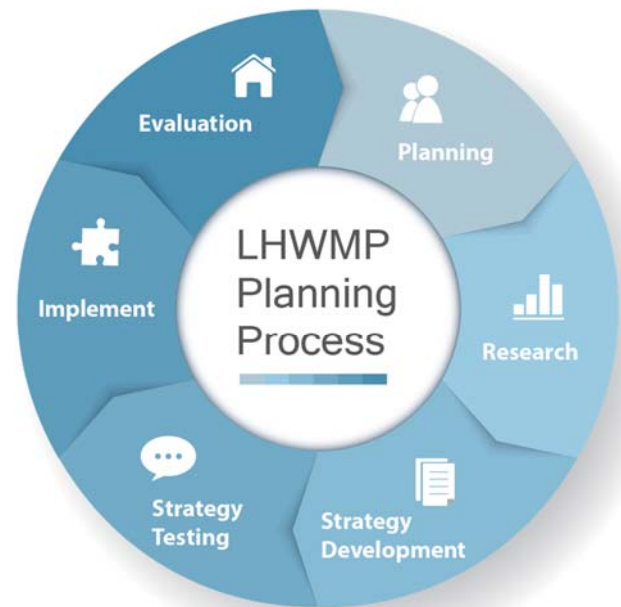 LHWMP
Planning
Process
Planning
Research
Strategy
Development
Strategy
Testing
Implement
Evaluation